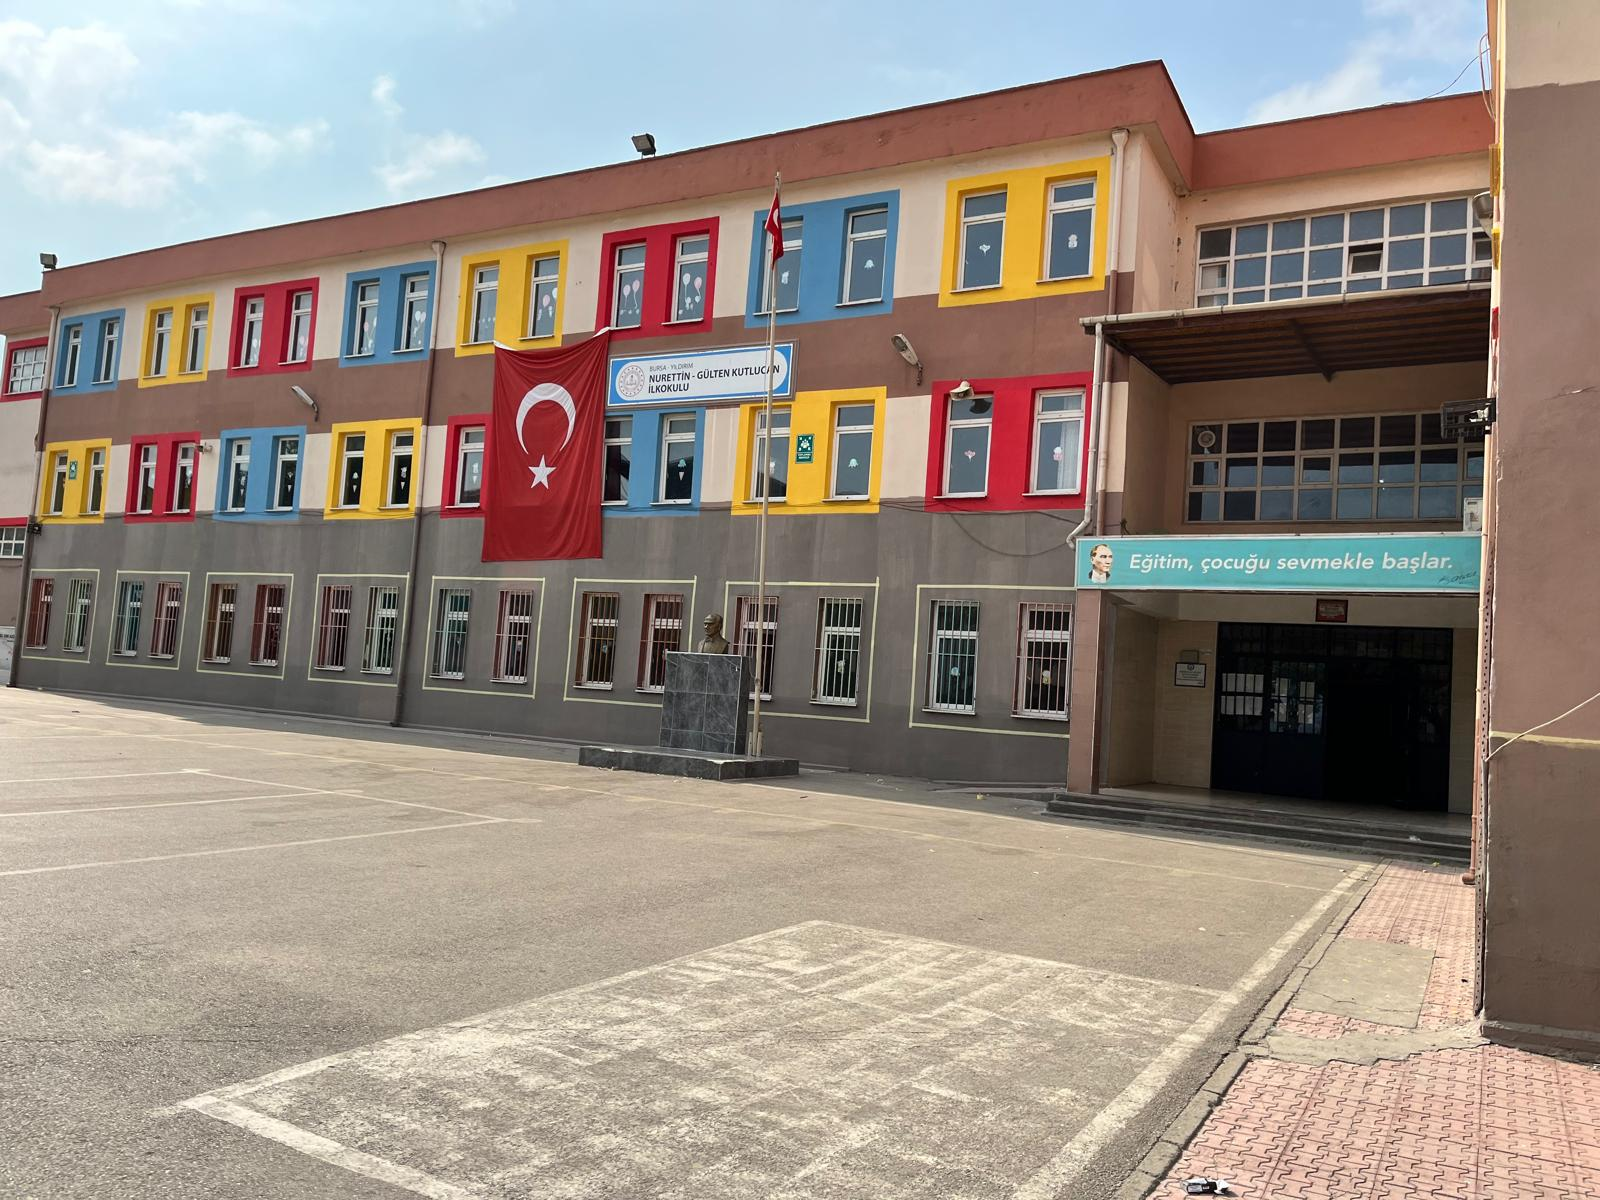 BURSA - YILDIRIM
NURETTİN - GÜLTEN KUTLUCAN
İLKOKULU
Eğitim, çocuğu sevmekle başlar.